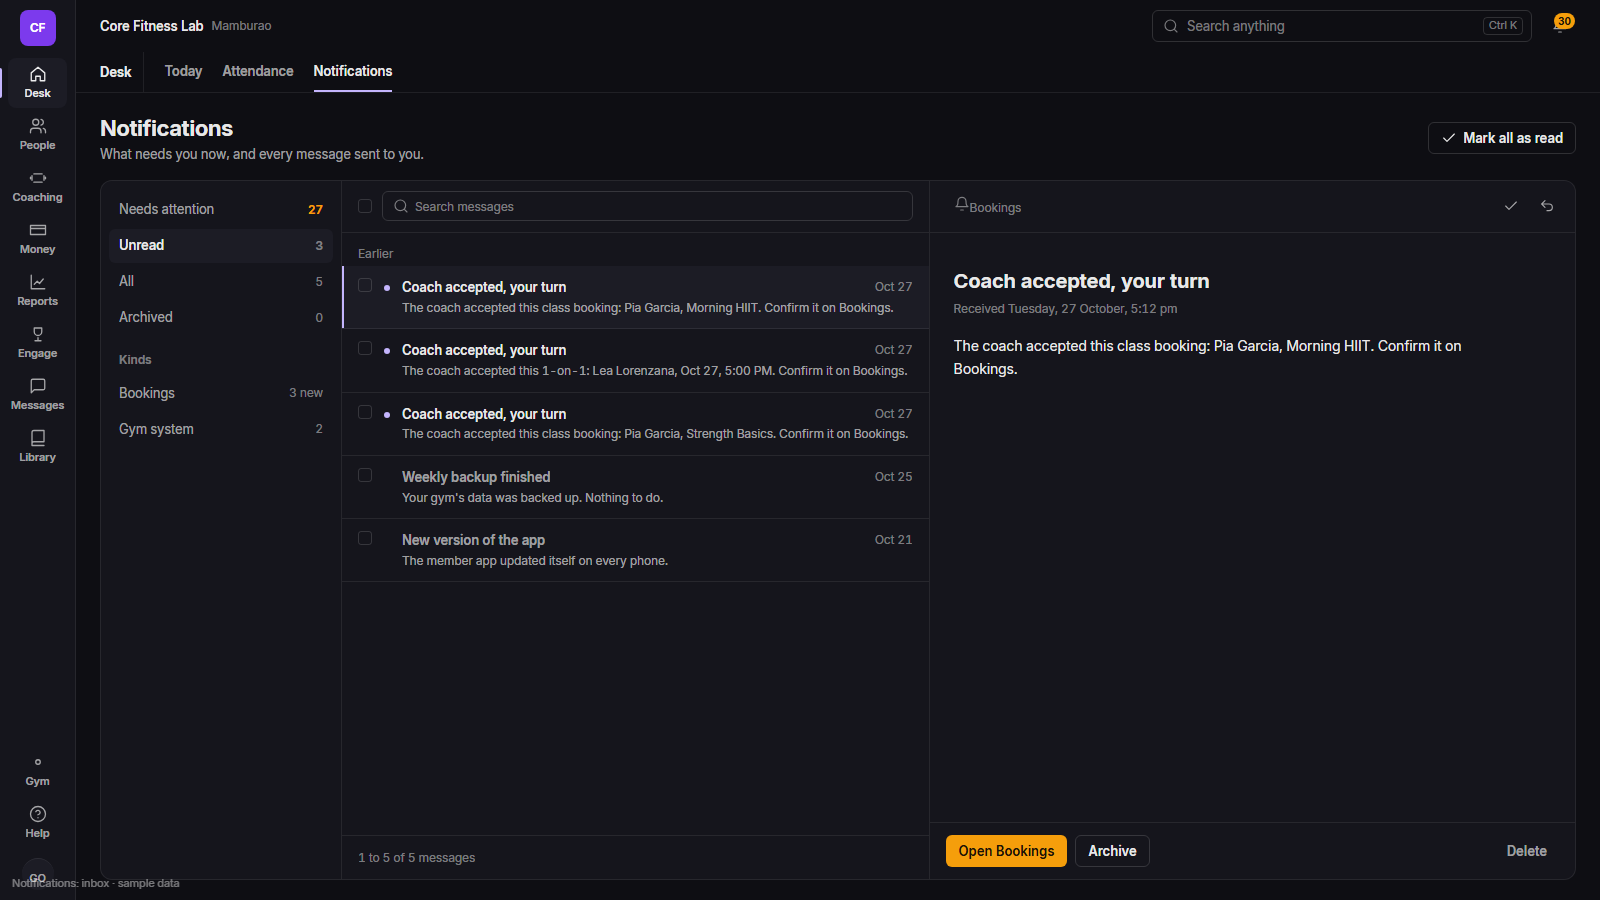 CF
Core Fitness Lab Mamburao
Search anything
Ctrl K
30
Desk
Today
Attendance
Notifications
Desk
People
Coaching
Money
Reports
Engage
Messages
Library
Gym
Help
GO
Notifications: inbox · sample data
Notifications
What needs you now, and every message sent to you.
Mark all as read
Needs attention 27
Unread 3
All 5
Archived 0
Kinds
Bookings 3 new
Gym system 2
Search messages
Earlier
Coach accepted, your turn Oct 27
The coach accepted this class booking: Pia Garcia, Morning HIIT. Confirm it on Bookings.
Coach accepted, your turn Oct 27
The coach accepted this 1-on-1: Lea Lorenzana, Oct 27, 5:00 PM. Confirm it on Bookings.
Coach accepted, your turn Oct 27
The coach accepted this class booking: Pia Garcia, Strength Basics. Confirm it on Bookings.
Weekly backup finished Oct 25
Your gym's data was backed up. Nothing to do.
New version of the app Oct 21
The member app updated itself on every phone.
1 to 5 of 5 messages
Bookings
Coach accepted, your turn
Received Tuesday, 27 October, 5:12 pm
The coach accepted this class booking: Pia Garcia, Morning HIIT. Confirm it on
Bookings.
Open Bookings
Archive
Delete